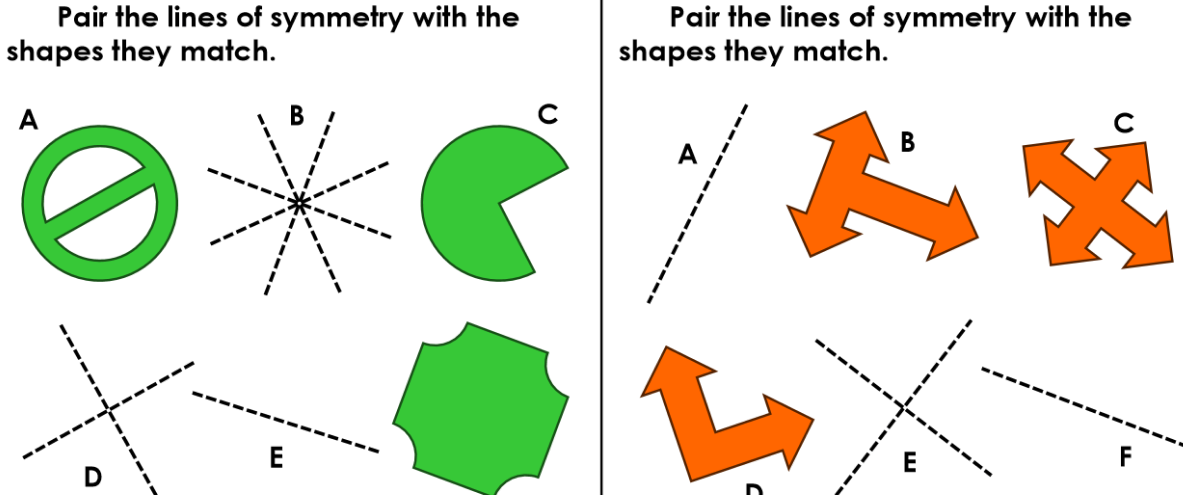 Pair the lines of symmetry with the
shapes they match.
A
B
C
D
E
Pair the lines of symmetry with the
shapes they match.
A
B
C
D
E
F